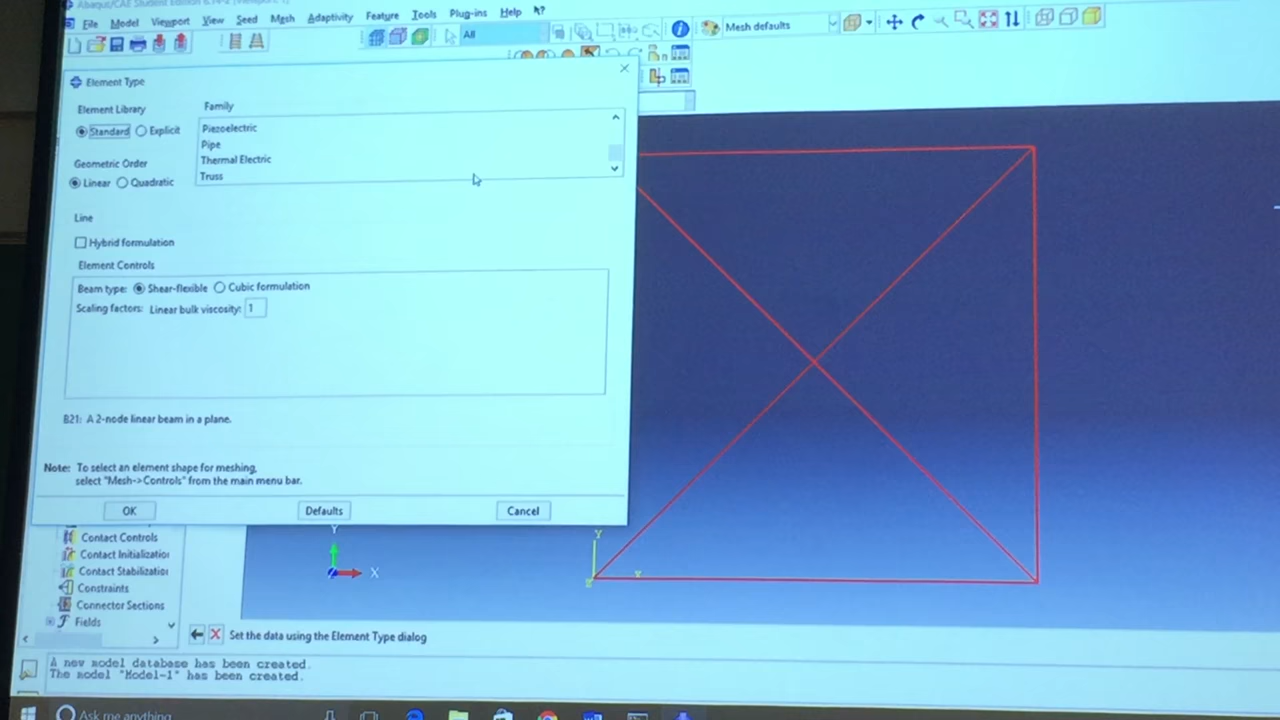 Abaqus/CAE Student Edition
File Model Viewport View Seed Mesh Adaptivity Feature Tools Plug-ins Help
All
Mesh defaults
Element Type
Element Library
Family
Standard Explicit
Piezoelectric
Pipe
Thermal Electric
Truss
Geometric Order
Linear Quadratic
Line
Hybrid formulation
Element Controls
Beam type: Shear-flexible Cubic formulation
Scaling factors: Linear bulk viscosity: 1
B21: A 2-node linear beam in a plane.
Note: To select an element shape for meshing,
select "Mesh->Controls" from the main menu bar.
OK Defaults Cancel
Contact Controls
Contact Initialization
Contact Stabilization
Constraints
Connector Sections
Fields
Y
X
Y
Set the data using the Element Type dialog
A new model database has been created.
The model "Model-1" has been created.
Ask me anything